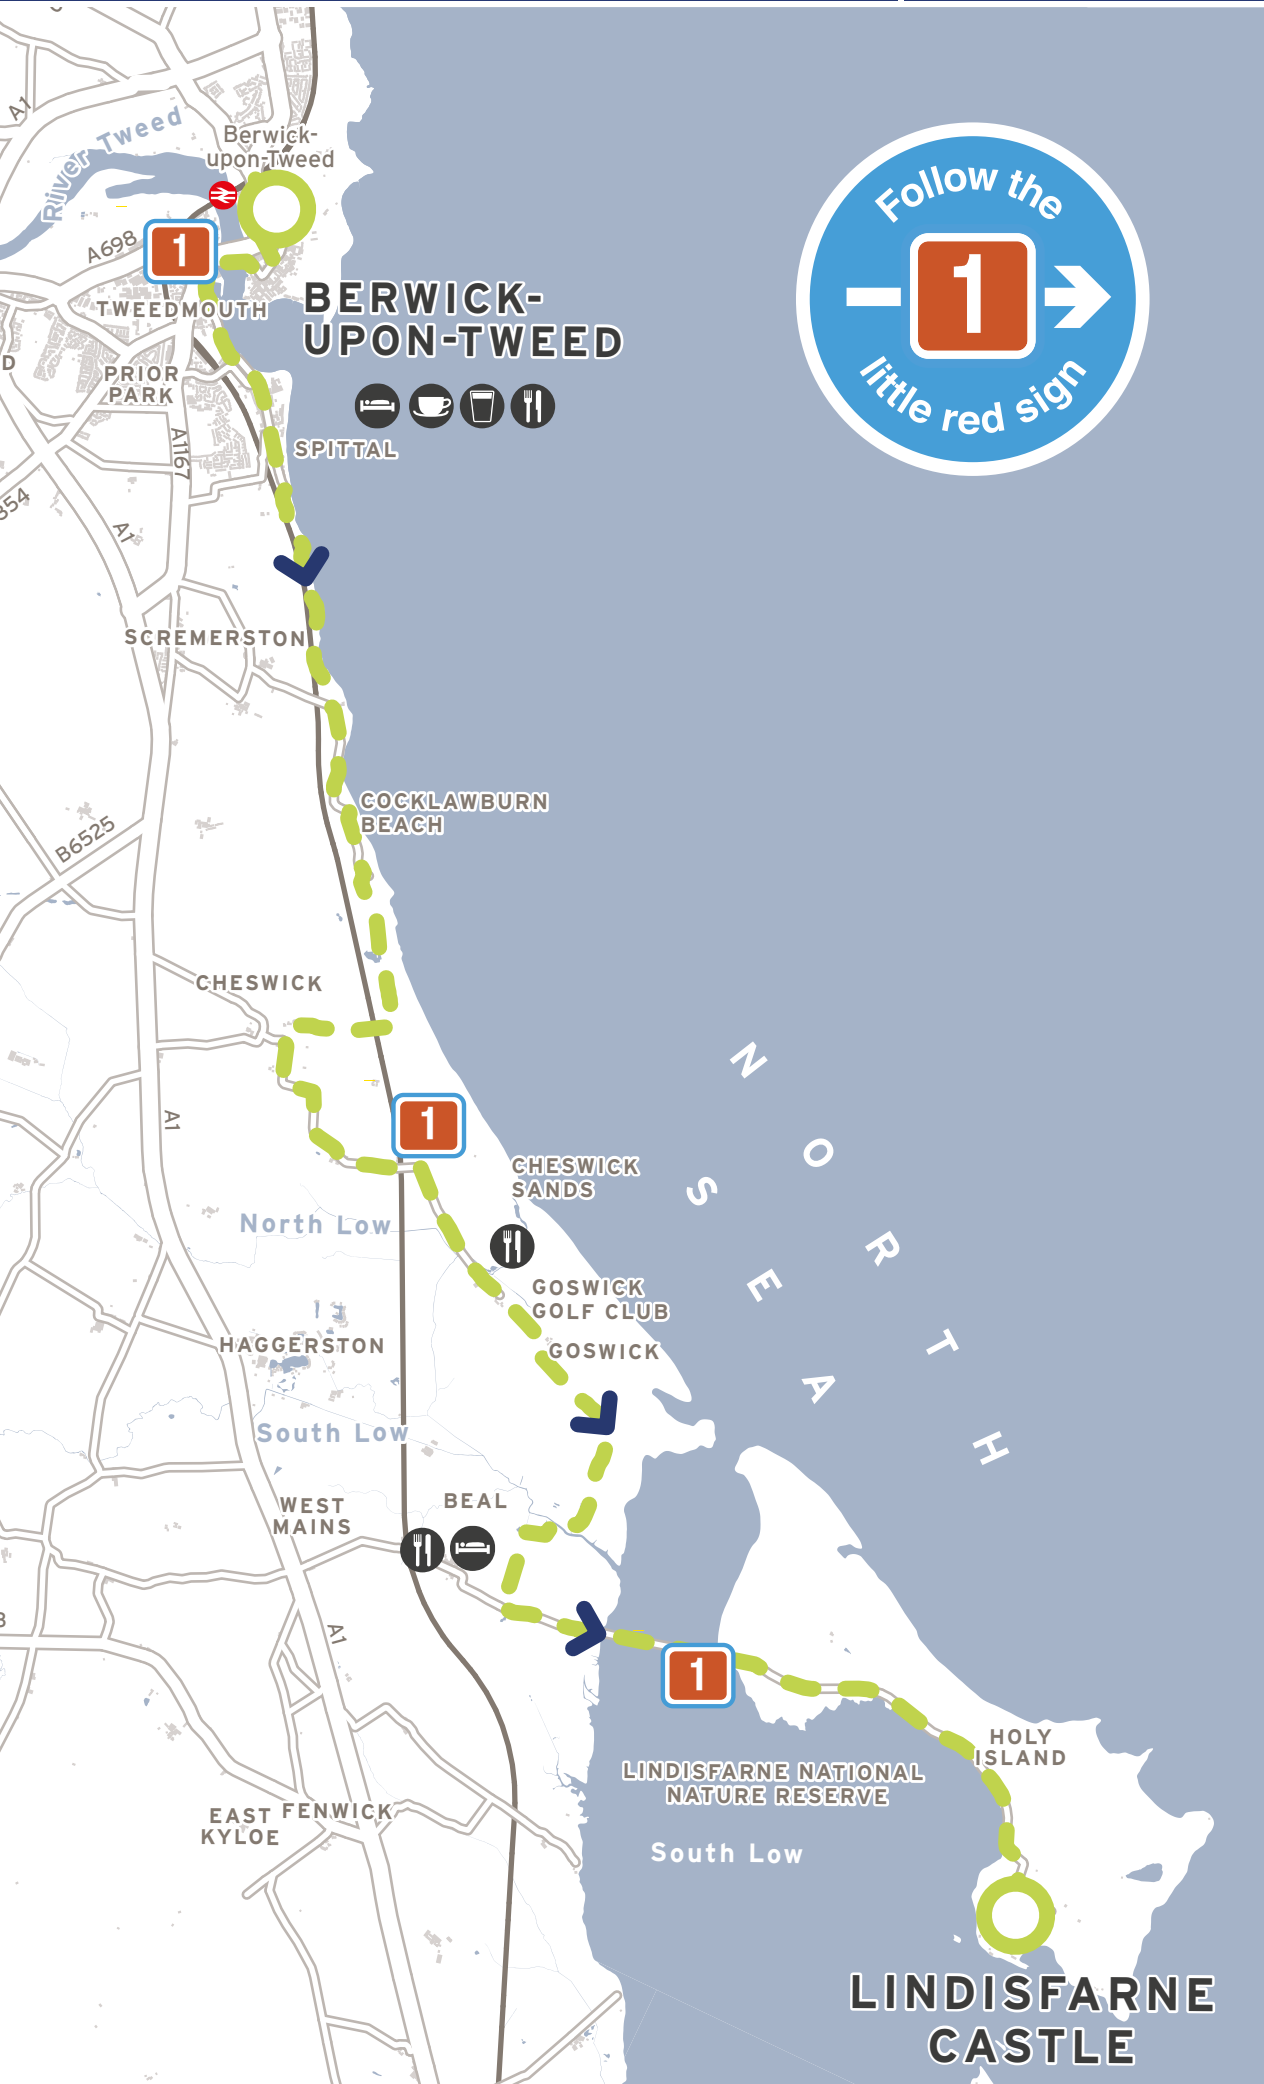 Follow the
1
little red sign
A1
River Tweed
Berwick-
upon-Tweed
A698
1
TWEEDMOUTH
BERWICK-
UPON-TWEED
D
PRIOR
PARK
A1167
SPITTAL
A1
SCREMERSTON
COCKLAWBURN
BEACH
B6525
CHESWICK
NORTH
SEA
A1
1
CHESWICK
SANDS
North Low
GOSWICK
GOLF CLUB
HAGGERSTON
GOSWICK
South Low
WEST
MAINS
BEAL
A1
1
HOLY
ISLAND
LINDISFARNE NATIONAL
NATURE RESERVE
EAST
KYLOE
FENWICK
South Low
LINDISFARNE
CASTLE